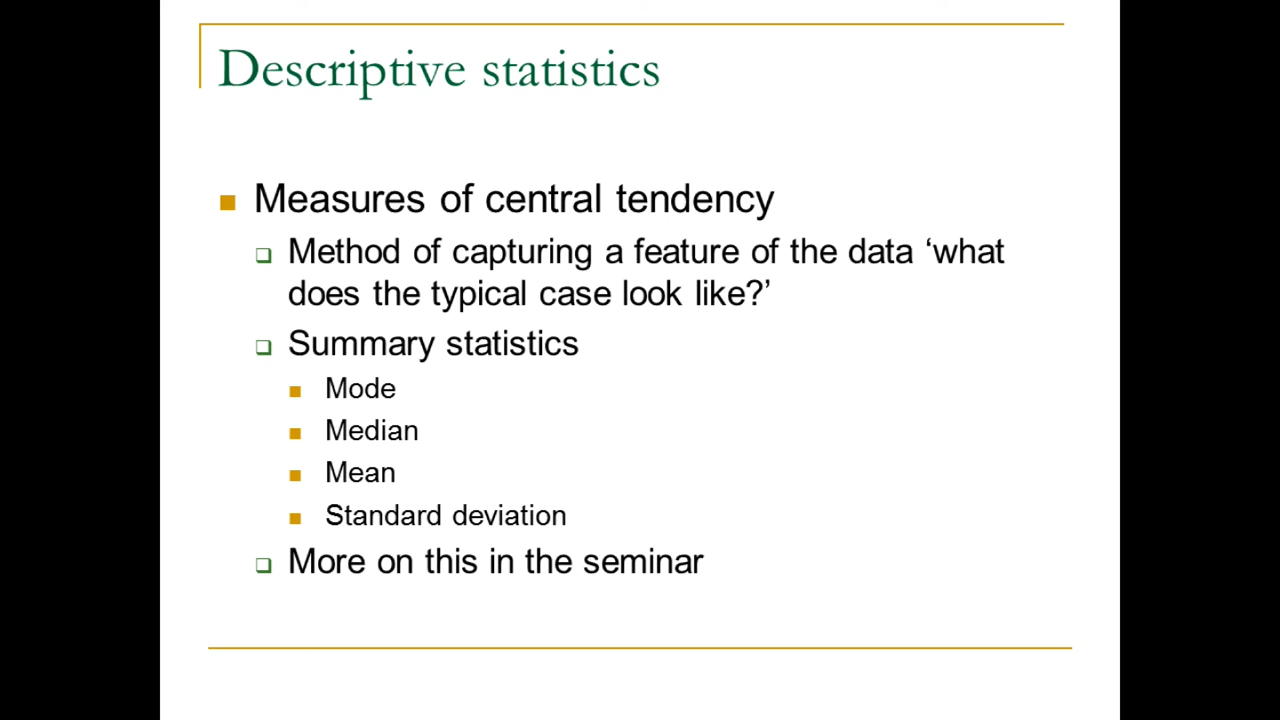 Descriptive statistics
Measures of central tendency
Method of capturing a feature of the data ‘what
does the typical case look like?’
Summary statistics
Mode
Median
Mean
Standard deviation
More on this in the seminar